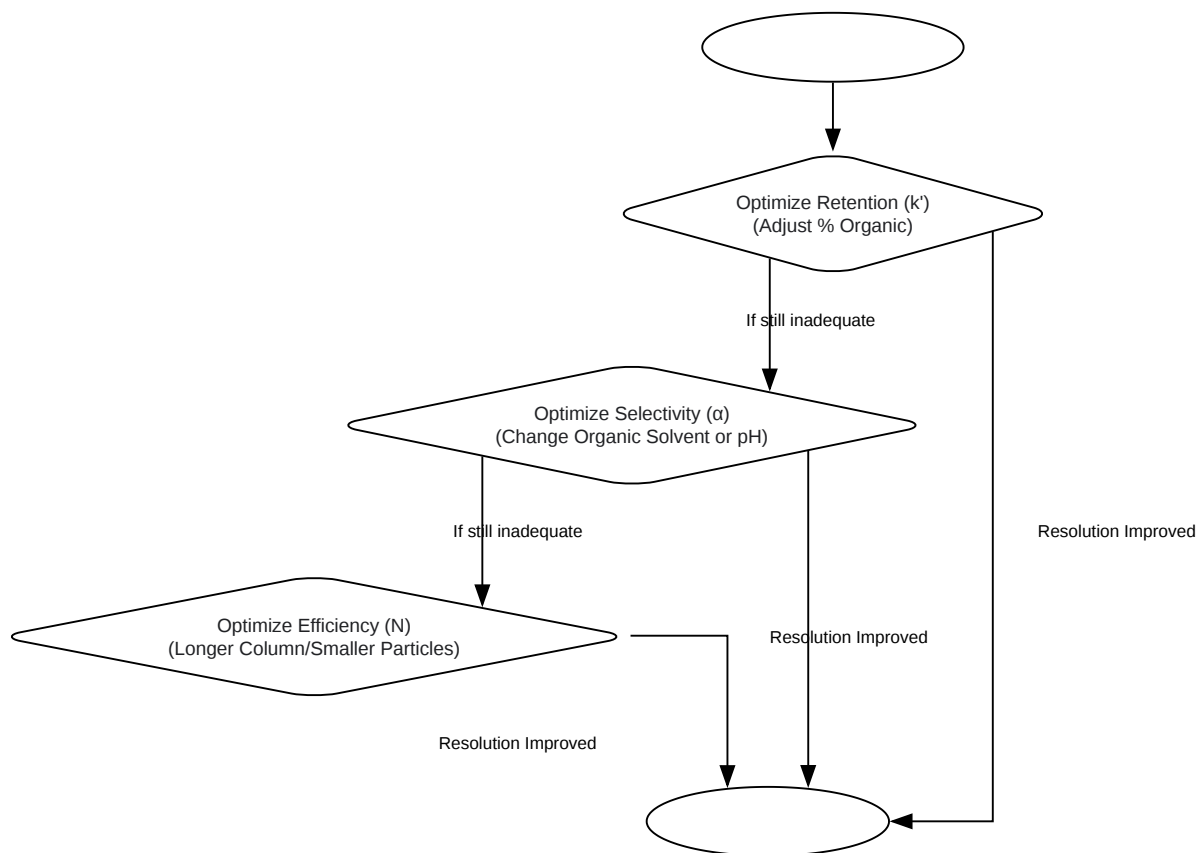 Optimize Retention (k')
(Adjust % Organic)
If still inadequate
Optimize Selectivity (α)
(Change Organic Solvent or pH)
If still inadequate
Resolution Improved
Optimize Efficiency (N)
(Longer Column/Smaller Particles)
Resolution Improved
Resolution Improved